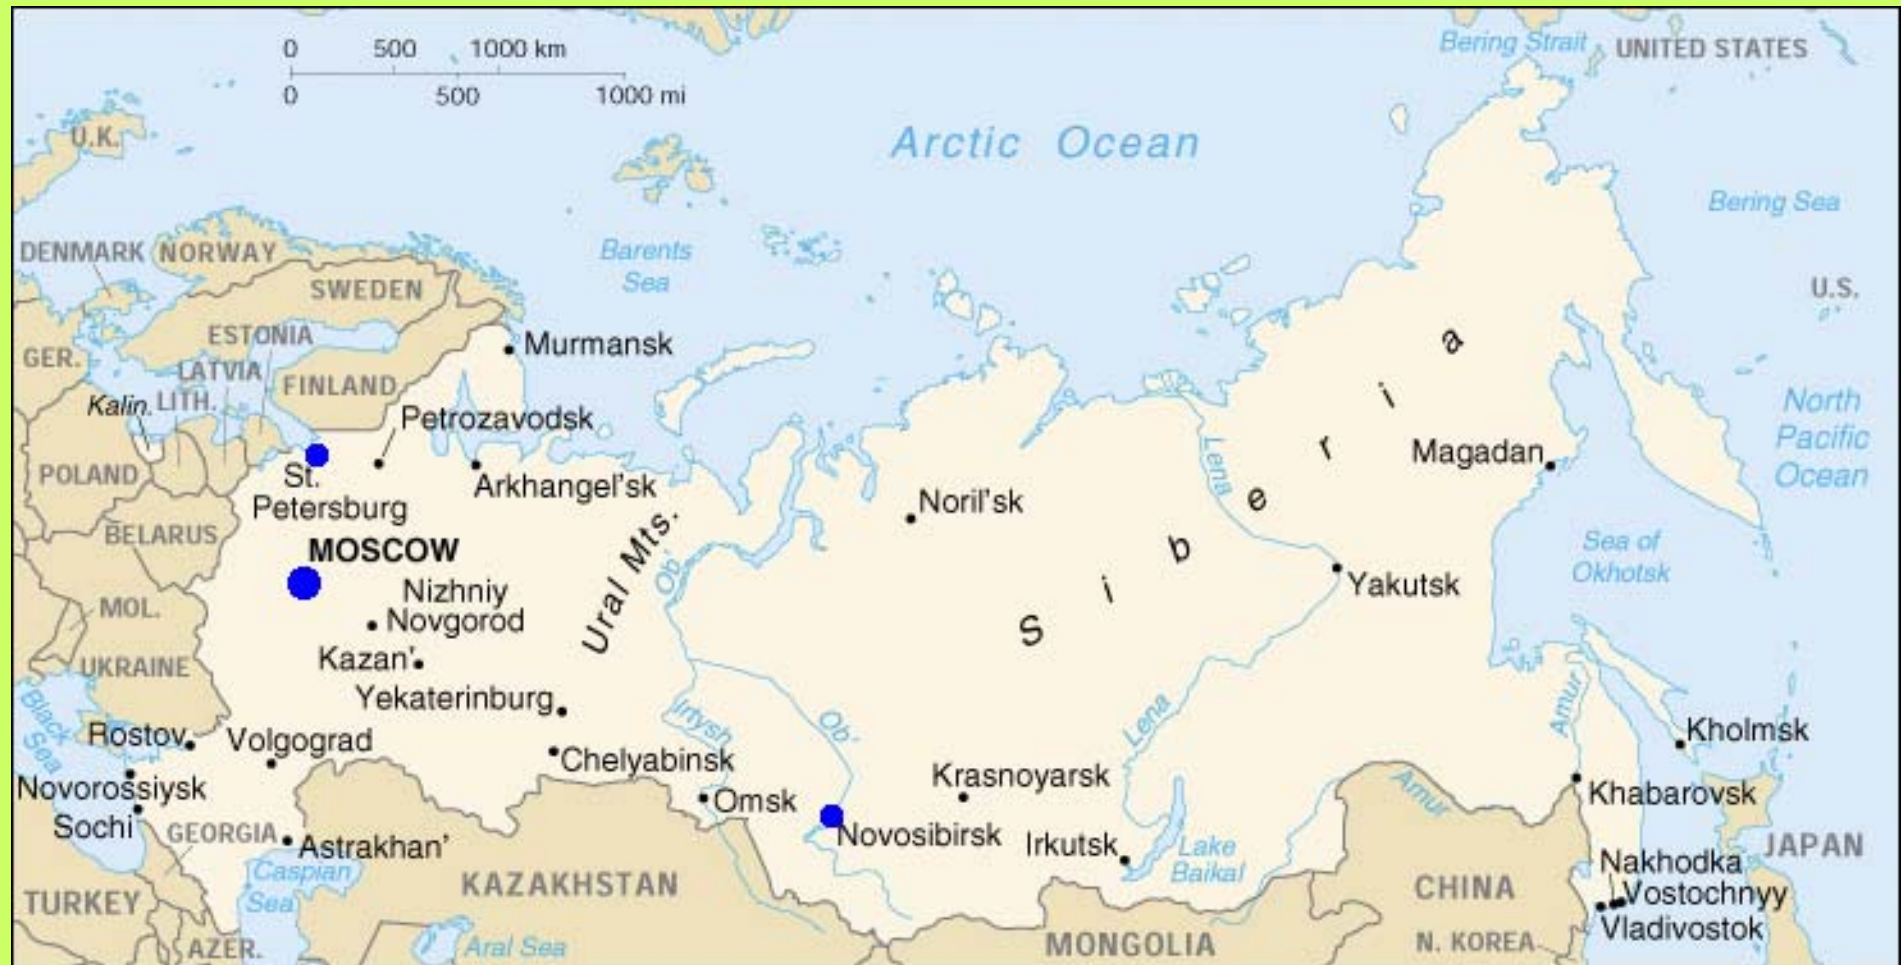 0 500 1000 km
0 500 1000 mi
Bering Strait
UNITED STATES
U.K.
Arctic Ocean
Bering Sea
DENMARK
NORWAY
Barents
Sea
SWEDEN
U.S.
ESTONIA
Murmansk
GER.
LATVIA
FINLAND
Kalin.
LITH.
Petrozavodsk
North
Pacific
Ocean
POLAND
St.
Petersburg
Arkhangel'sk
Noril'sk
Lena
Magadan
Siberia
BELARUS
MOSCOW
Ural Mts.
Ob'
Sea of
Okhotsk
Nizhniy
Novgorod
Yakutsk
MOL.
Kazan'
UKRAINE
Yekaterinburg
Black
Sea
Irtysh
Ob'
Lena
Amur
Rostov
Volgograd
Chelyabinsk
Kholmsk
Novorossiysk
Omsk
Krasnoyarsk
Amur
Khabarovsk
Sochi
GEORGIA
Astrakhan'
Novosibirsk
Irkutsk
Lake
Baikal
JAPAN
Caspian
Sea
KAZAKHSTAN
CHINA
Nakhodka
Vostochnyy
Vladivostok
TURKEY
AZER.
Aral Sea
MONGOLIA
N. KOREA